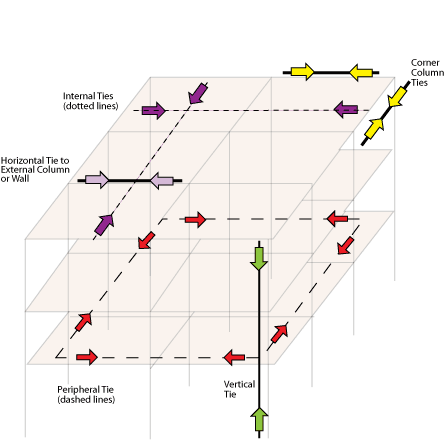 Corner
Column
Ties
Internal Ties
(dotted lines)
Horizontal Tie to
External Column
or Wall
Peripheral Tie
(dashed lines)
Vertical
Tie